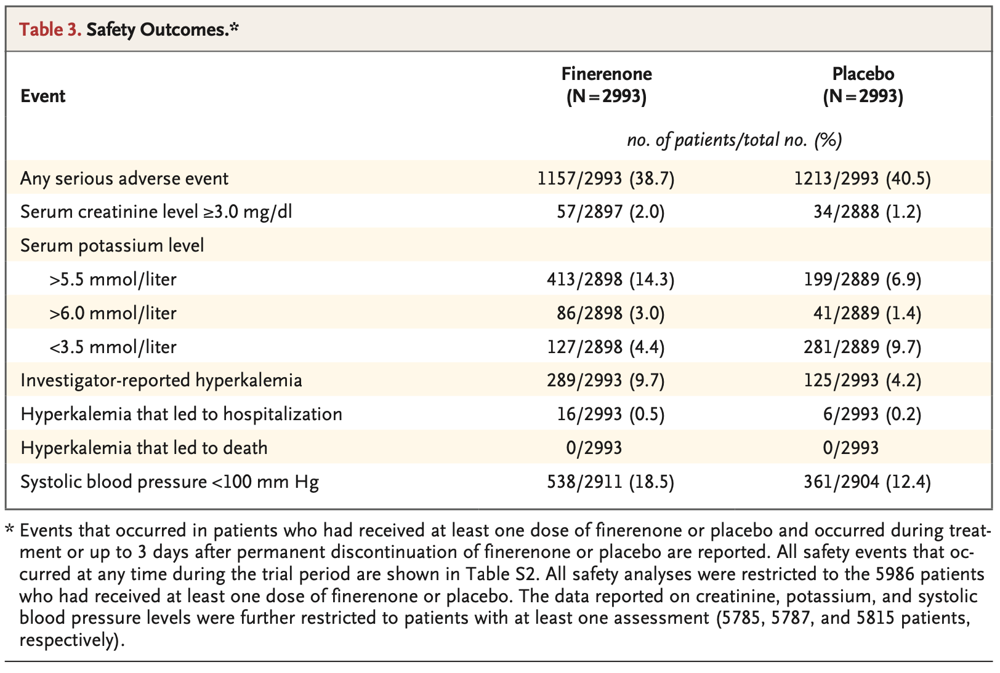 Table 3. Safety Outcomes.*
Event Finerenone (N=2993) Placebo (N=2993)
no. of patients/total no. (%)
Any serious adverse event 1157/2993 (38.7) 1213/2993 (40.5)
Serum creatinine level ≥3.0 mg/dl 57/2897 (2.0) 34/2888 (1.2)
Serum potassium level
>5.5 mmol/liter 413/2898 (14.3) 199/2889 (6.9)
>6.0 mmol/liter 86/2898 (3.0) 41/2889 (1.4)
<3.5 mmol/liter 127/2898 (4.4) 281/2889 (9.7)
Investigator-reported hyperkalemia 289/2993 (9.7) 125/2993 (4.2)
Hyperkalemia that led to hospitalization 16/2993 (0.5) 6/2993 (0.2)
Hyperkalemia that led to death 0/2993 0/2993
Systolic blood pressure <100 mm Hg 538/2911 (18.5) 361/2904 (12.4)
* Events that occurred in patients who had received at least one dose of finerenone or placebo and occurred during treat-
ment or up to 3 days after permanent discontinuation of finerenone or placebo are reported. All safety events that oc-
curred at any time during the trial period are shown in Table S2. All safety analyses were restricted to the 5986 patients
who had received at least one dose of finerenone or placebo. The data reported on creatinine, potassium, and systolic
blood pressure levels were further restricted to patients with at least one assessment (5785, 5787, and 5815 patients,
respectively).